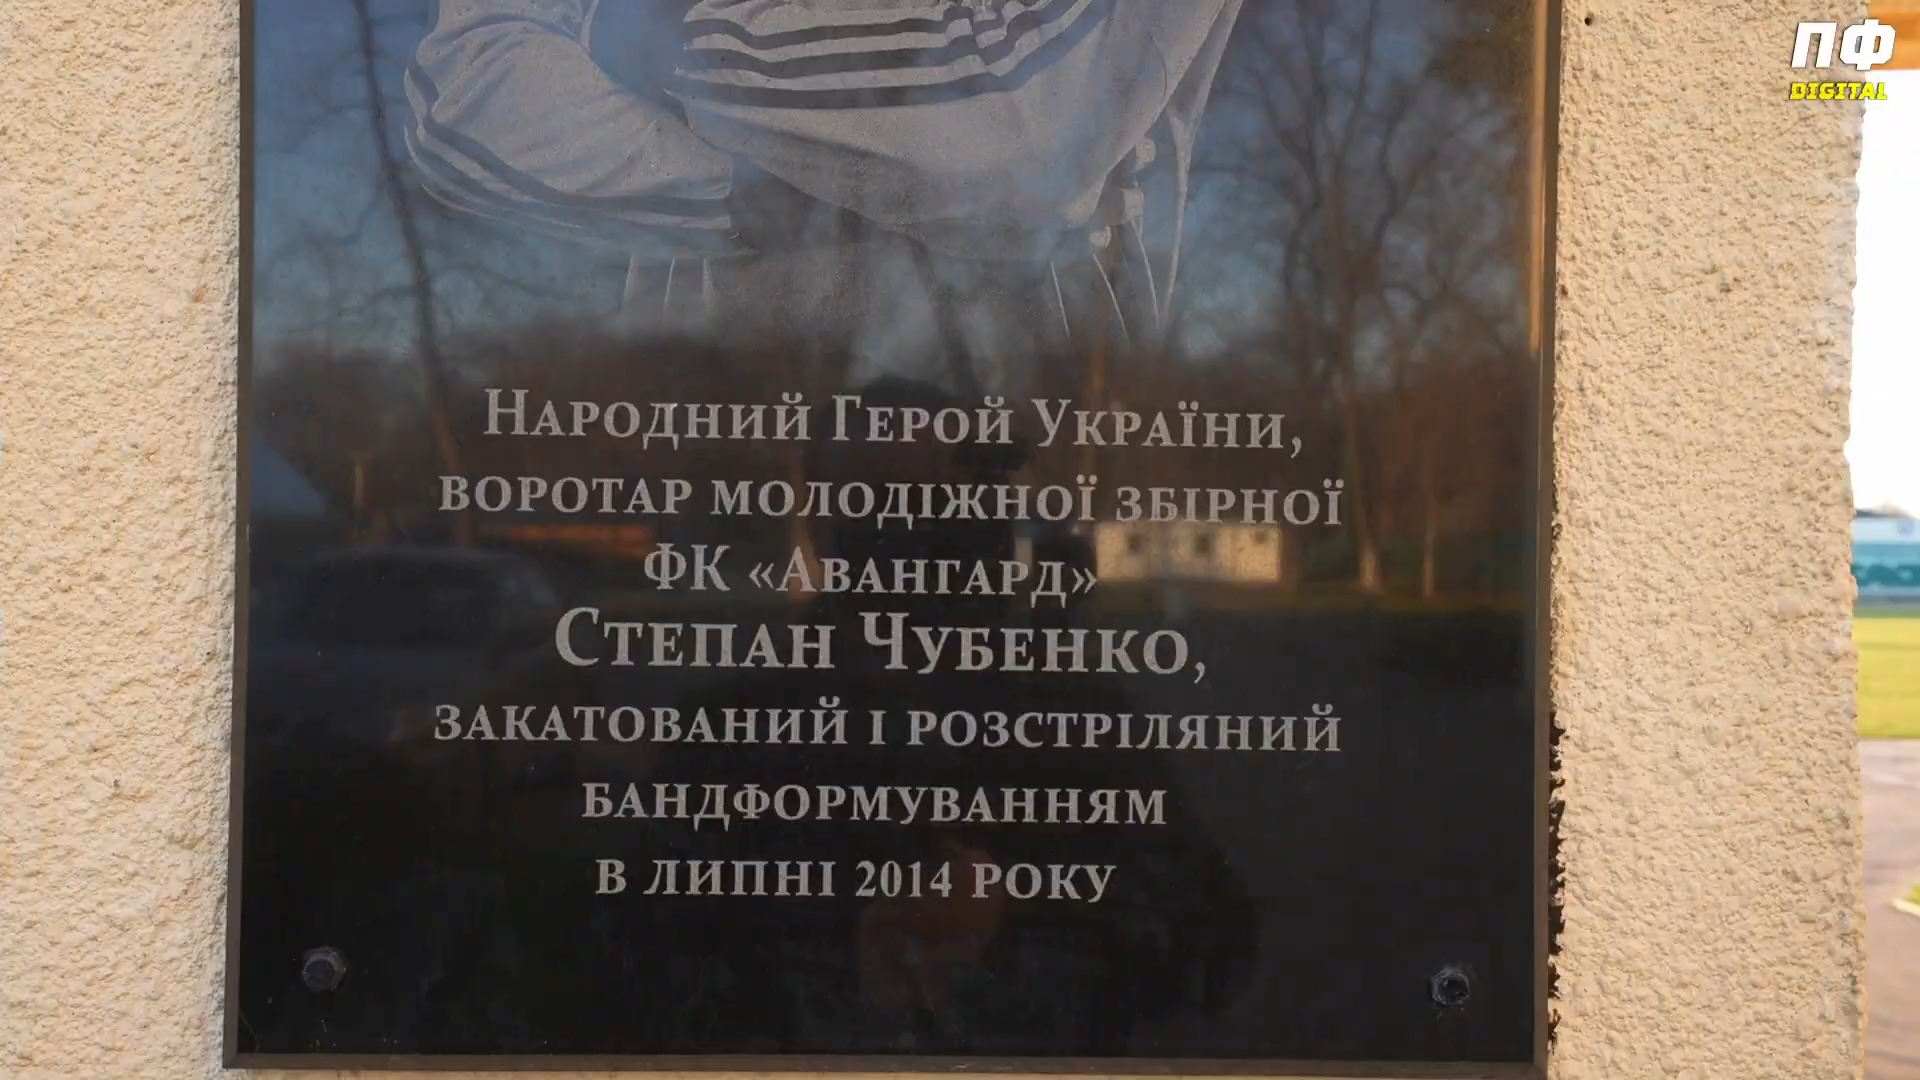 ПФ
DIGITAL
Народний Герой України,
воротар молодіжної збірної
ФК «Авангард»
Степан Чубенко,
закатований і розстріляний
бандформуванням
в липні 2014 року